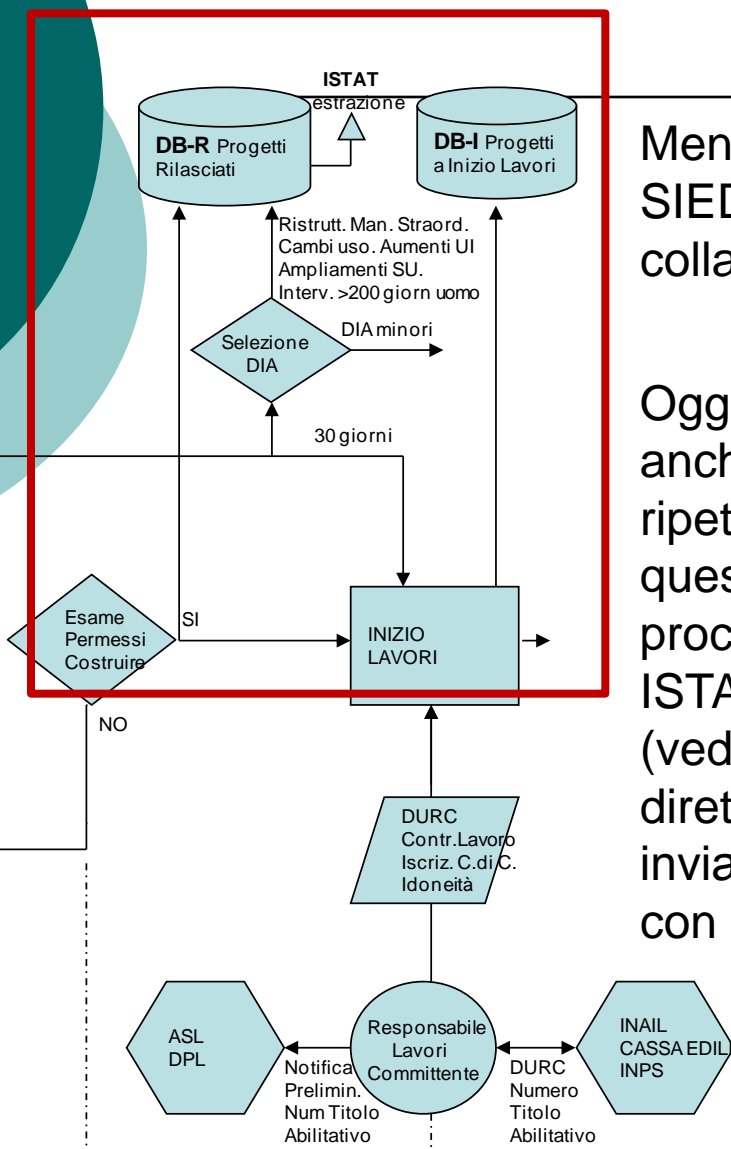 ISTAT
estrazione
DB-R Progetti
Rilasciati
DB-I Progetti
a Inizio Lavori
Ristrutt. Man. Straord.
Cambi uso. Aumenti UI
Ampliamenti SU.
Interv. >200 giorn uomo
Selezione
DIA
DIA minori
30 giorni
Esame
Permessi
Costruire
SI
NO
INIZIO
LAVORI
DURC
Contr.Lavoro
Iscriz. C.di C.
Idoneità
ASL
DPL
Notifica
Prelimin.
Num Titolo
Abilitativo
Responsabile
Lavori
Committente
DURC
Numero
Titolo
Abilitativo
INAIL
CASSA EDIL
INPS
Men
SIED
colla
Ogg
anch
ripet
ques
proc
ISTA
(ved
diret
invia
con